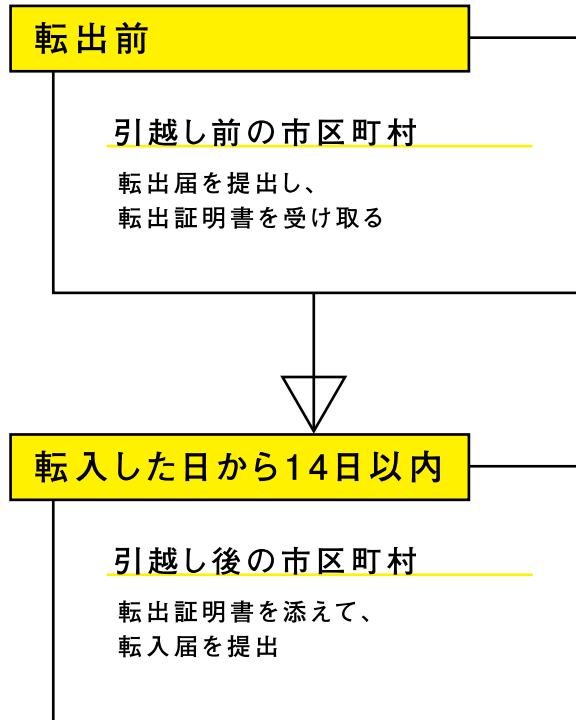 転出前
引越し前の市区町村
転出届を提出し、
転出証明書を受け取る
転入した日から14日以内
引越し後の市区町村
転出証明書を添えて、
転入届を提出